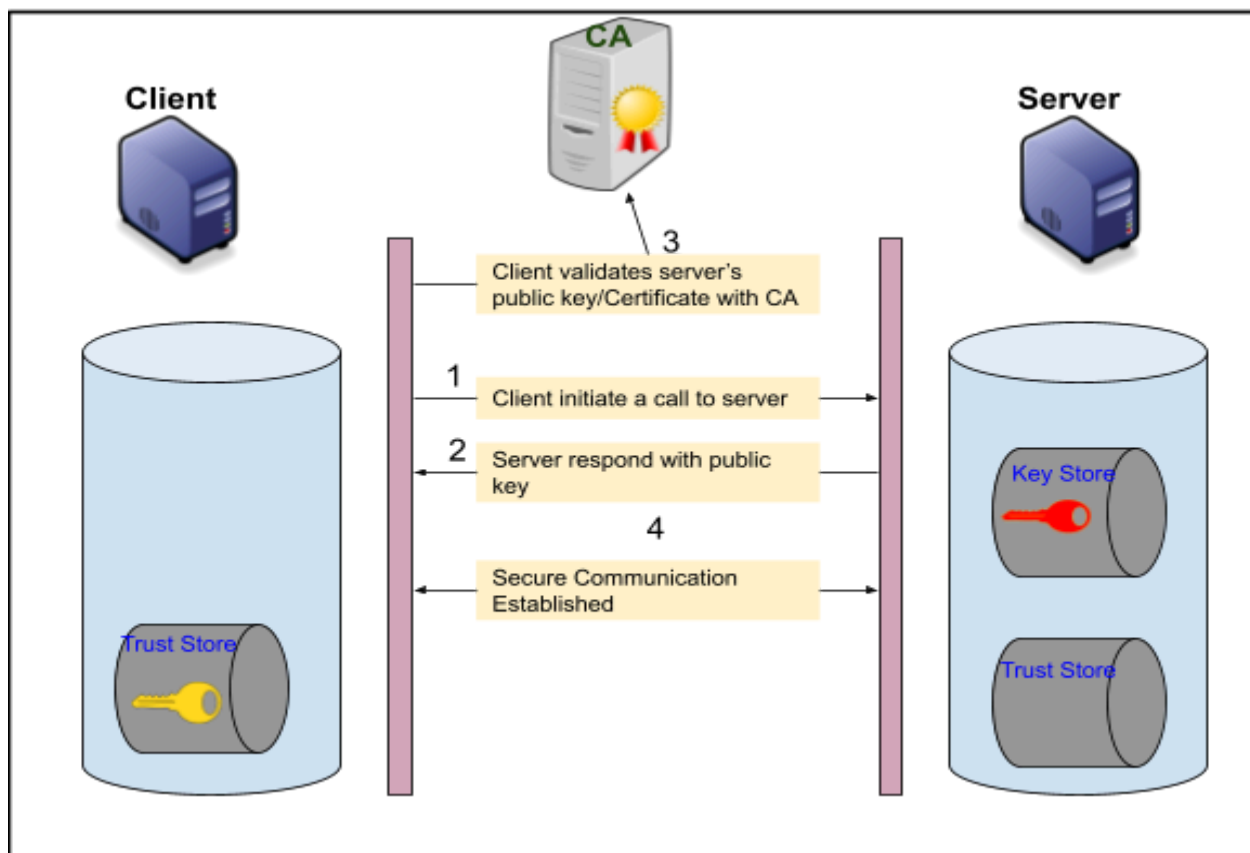 CA
Client
Server
3
Client validates server's
public key/Certificate with CA
1
Client initiate a call to server
2
Server respond with public
key
Key Store
4
Secure Communication
Established
Trust Store
Trust Store